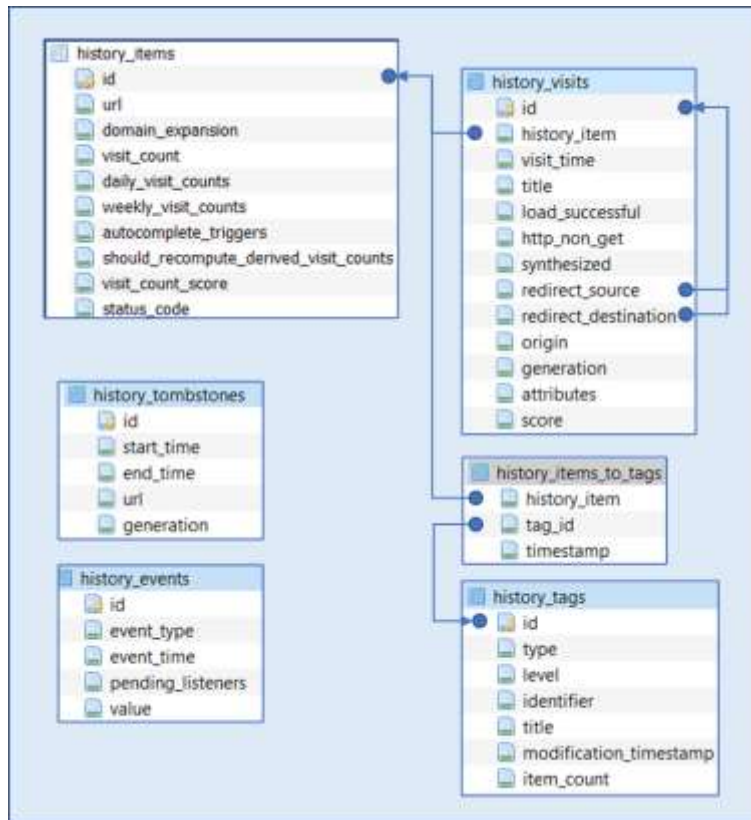 history_items
id
url
domain_expansion
visit_count
daily_visit_counts
weekly_visit_counts
autocomplete_triggers
should_recompute_derived_visit_counts
visit_count_score
status_code
history_visits
id
history_item
visit_time
title
load_successful
http_non_get
synthesized
redirect_source
redirect_destination
origin
generation
attributes
score
history_tombstones
id
start_time
end_time
url
generation
history_items_to_tags
history_item
tag_id
timestamp
history_events
id
event_type
event_time
pending_listeners
value
history_tags
id
type
level
identifier
title
modification_timestamp
item_count